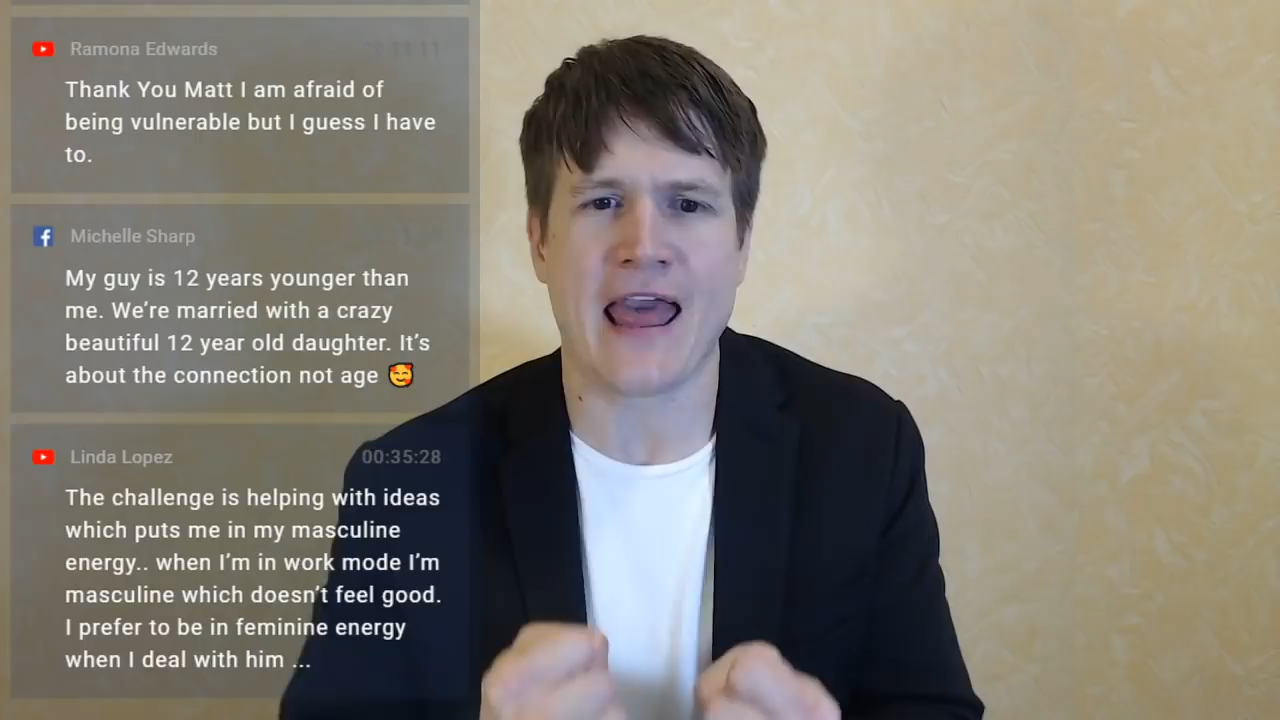 Ramona Edwards
Thank You Matt I am afraid of
being vulnerable but I guess I have
to.
Michelle Sharp
My guy is 12 years younger than
me. We’re married with a crazy
beautiful 12 year old daughter. It’s
about the connection not age 🥰
Linda Lopez 00:35:28
The challenge is helping with ideas
which puts me in my masculine
energy.. when I’m in work mode I’m
masculine which doesn’t feel good.
I prefer to be in feminine energy
when I deal with him ...